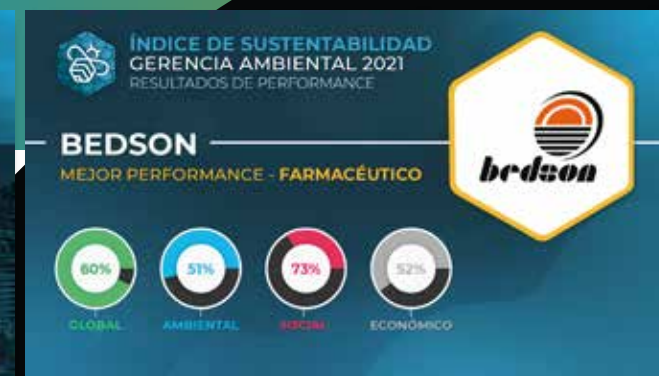 ÍNDICE DE SUSTENTABILIDAD
GERENCIA AMBIENTAL 2021
RESULTADOS DE PERFORMANCE
BEDSON
MEJOR PERFORMANCE - FARMACÉUTICO
bedson
60%
51%
73%
52%
GLOBAL
AMBIENTAL
SOCIAL
ECONÓMICO